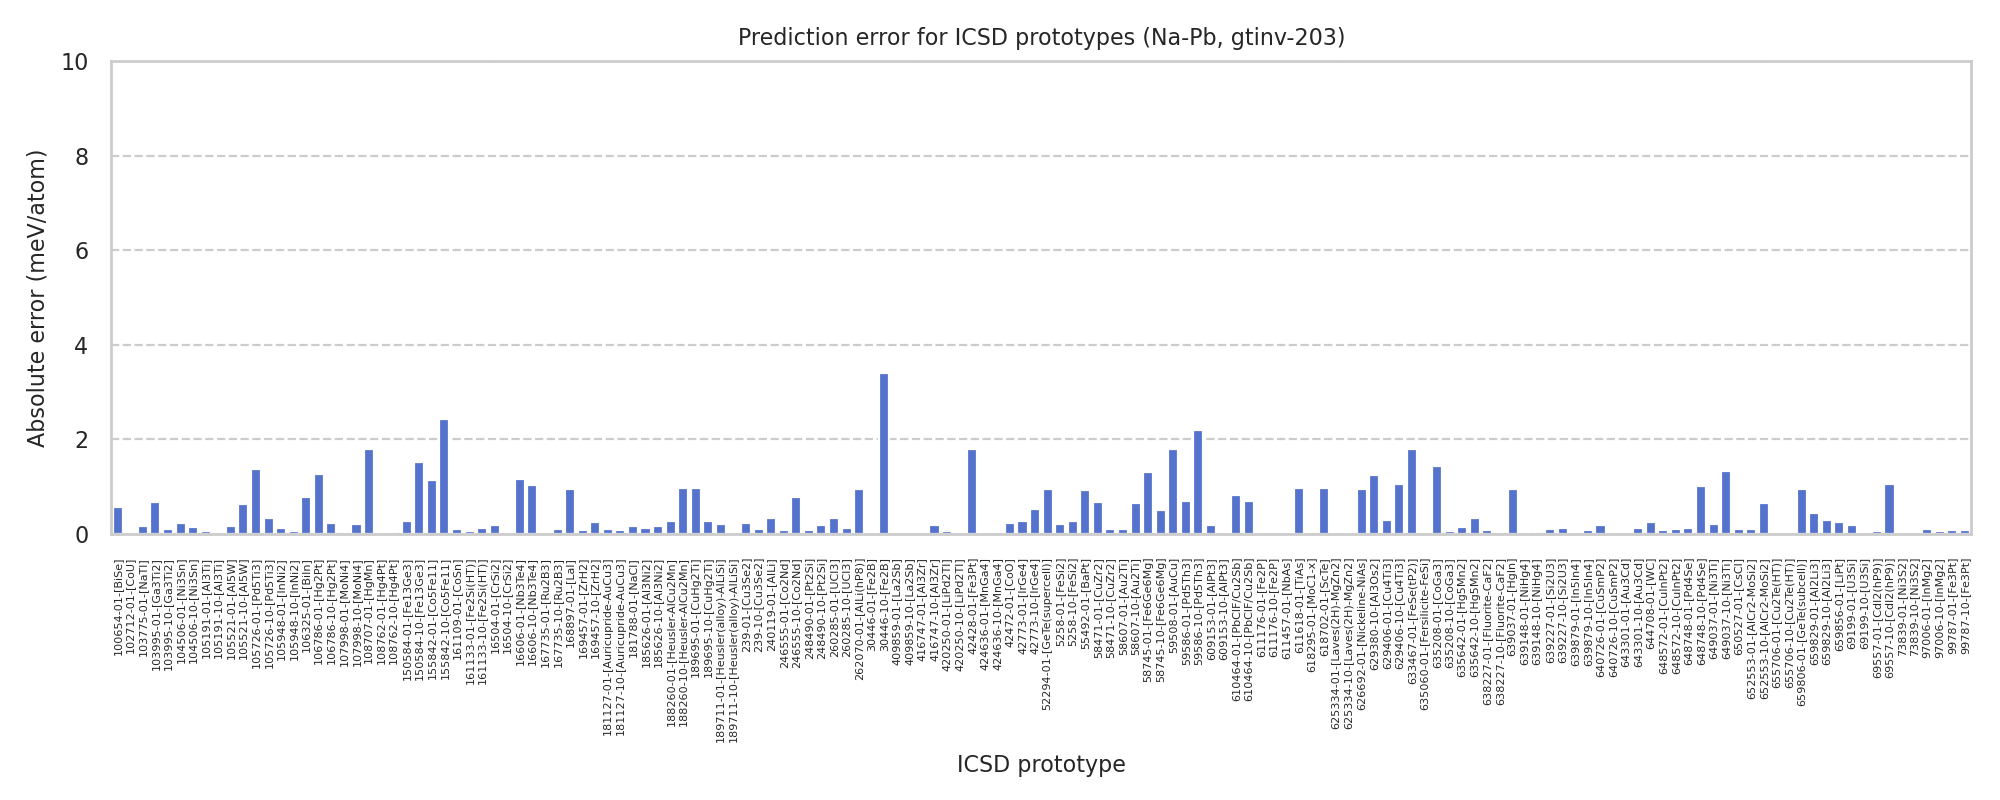 Prediction error for ICSD prototypes (Na-Pb, gtinv-203)
Absolute error (meV/atom)
10
8
6
4
2
0
100654-01-[BiSe]
102712-01-[CoU]
103775-01-[NaTl]
103995-01-[Ga3Ti2]
103995-10-[Ga3Ti2]
104506-01-[Ni3Sn]
104506-10-[Ni3Sn]
105191-01-[Al3Ti]
105191-10-[Al3Ti]
105521-01-[Al5W]
105521-10-[Al5W]
105726-01-[Pd5Ti3]
105726-10-[Pd5Ti3]
105948-01-[InNi2]
105948-10-[InNi2]
106325-01-[BiIn]
106786-01-[Hg2Pt]
106786-10-[Hg2Pt]
107998-01-[MoNi4]
107998-10-[MoNi4]
108707-01-[HgMn]
108762-01-[Hg4Pt]
108762-10-[Hg4Pt]
150584-01-[Fe13Ge3]
150584-10-[Fe13Ge3]
155842-01-[Co5Fe11]
155842-10-[Co5Fe11]
161109-01-[CoSn]
161133-01-[Fe2Si(HT)]
161133-10-[Fe2Si(HT)]
16504-01-[CrSi2]
16504-10-[CrSi2]
16606-01-[Nb3Te4]
16606-10-[Nb3Te4]
167735-01-[Ru2B3]
167735-10-[Ru2B3]
168897-01-[LaI]
169457-01-[ZrH2]
169457-10-[ZrH2]
181127-01-[Auricupride-AuCu3]
181127-10-[Auricupride-AuCu3]
181788-01-[NaCl]
185626-01-[Al3Ni2]
185626-10-[Al3Ni2]
188260-01-[Heusler-AlCu2Mn]
188260-10-[Heusler-AlCu2Mn]
189695-01-[CuHg2Ti]
189695-10-[CuHg2Ti]
189711-01-[Heusler(alloy)-AlLiSi]
189711-10-[Heusler(alloy)-AlLiSi]
239-01-[Cu3Se2]
239-10-[Cu3Se2]
240119-01-[AlLi]
246555-01-[Co2Nd]
246555-10-[Co2Nd]
248490-01-[Pt2Si]
248490-10-[Pt2Si]
260285-01-[UCl3]
260285-10-[UCl3]
262070-01-[AlLi(hP8)]
30446-01-[Fe2B]
30446-10-[Fe2B]
409859-01-[La2Sb]
409859-10-[La2Sb]
416747-01-[Al3Zr]
416747-10-[Al3Zr]
420250-01-[LiPd2Tl]
420250-10-[LiPd2Tl]
42428-01-[Fe3Pt]
424636-01-[MnGa4]
424636-10-[MnGa4]
42472-01-[CoO]
42773-01-[IrGe4]
42773-10-[IrGe4]
52294-01-[GeTe(supercell)]
5258-01-[FeSi2]
5258-10-[FeSi2]
55492-01-[BaPt]
58471-01-[CuZr2]
58471-10-[CuZr2]
58607-01-[Au2Ti]
58607-10-[Au2Ti]
58745-01-[Fe6Ge6Mg]
58745-10-[Fe6Ge6Mg]
59508-01-[AuCu]
59586-01-[Pd5Th3]
59586-10-[Pd5Th3]
609153-01-[AlPt3]
609153-10-[AlPt3]
610464-01-[PbClF/Cu2Sb]
610464-10-[PbClF/Cu2Sb]
611176-01-[Fe2P]
611176-10-[Fe2P]
611457-01-[NbAs]
611618-01-[TiAs]
618295-01-[MoC1-x]
618702-01-[ScTe]
625334-01-[Laves(2H)-MgZn2]
625334-10-[Laves(2H)-MgZn2]
626692-01-[Nickeline-NiAs]
629380-10-[Al3Os2]
629406-01-[Cu4Ti3]
629406-10-[Cu4Ti3]
633467-01-[FeSe(tP2)]
635060-01-[Fersilicite-FeSi]
635208-01-[CoGa3]
635208-10-[CoGa3]
635642-01-[Hg5Mn2]
635642-10-[Hg5Mn2]
638227-01-[Fluorite-CaF2]
638227-10-[Fluorite-CaF2]
639037-01-[HgIn]
639148-01-[NiHg4]
639148-10-[NiHg4]
639227-01-[Si2U3]
639227-10-[Si2U3]
639879-01-[In5In4]
639879-10-[In5In4]
640726-01-[CuSmP2]
640726-10-[CuSmP2]
643301-01-[Au3Cd]
643301-10-[Au3Cd]
644708-01-[WC]
648572-01-[CuInPt2]
648572-10-[CuInPt2]
648748-01-[Pd4Se]
648748-10-[Pd4Se]
649037-01-[Ni3Ti]
649037-10-[Ni3Ti]
650527-01-[CsCl]
652553-01-[AlCr2-MoSi2]
652553-10-[AlCr2-MoSi2]
655706-01-[Cu2Te(HT)]
655706-10-[Cu2Te(HT)]
659806-01-[GeTe(subcell)]
659829-01-[Al2Li3]
659829-10-[Al2Li3]
659856-01-[LiPt]
69199-01-[U3Si]
69199-10-[U3Si]
69557-01-[CdI2(hP9)]
69557-10-[CdI2(hP9)]
73839-01-[Ni3S2]
73839-10-[Ni3S2]
97006-01-[InMg2]
97006-10-[InMg2]
99787-01-[Fe3Pt]
99787-10-[Fe3Pt]
ICSD prototype